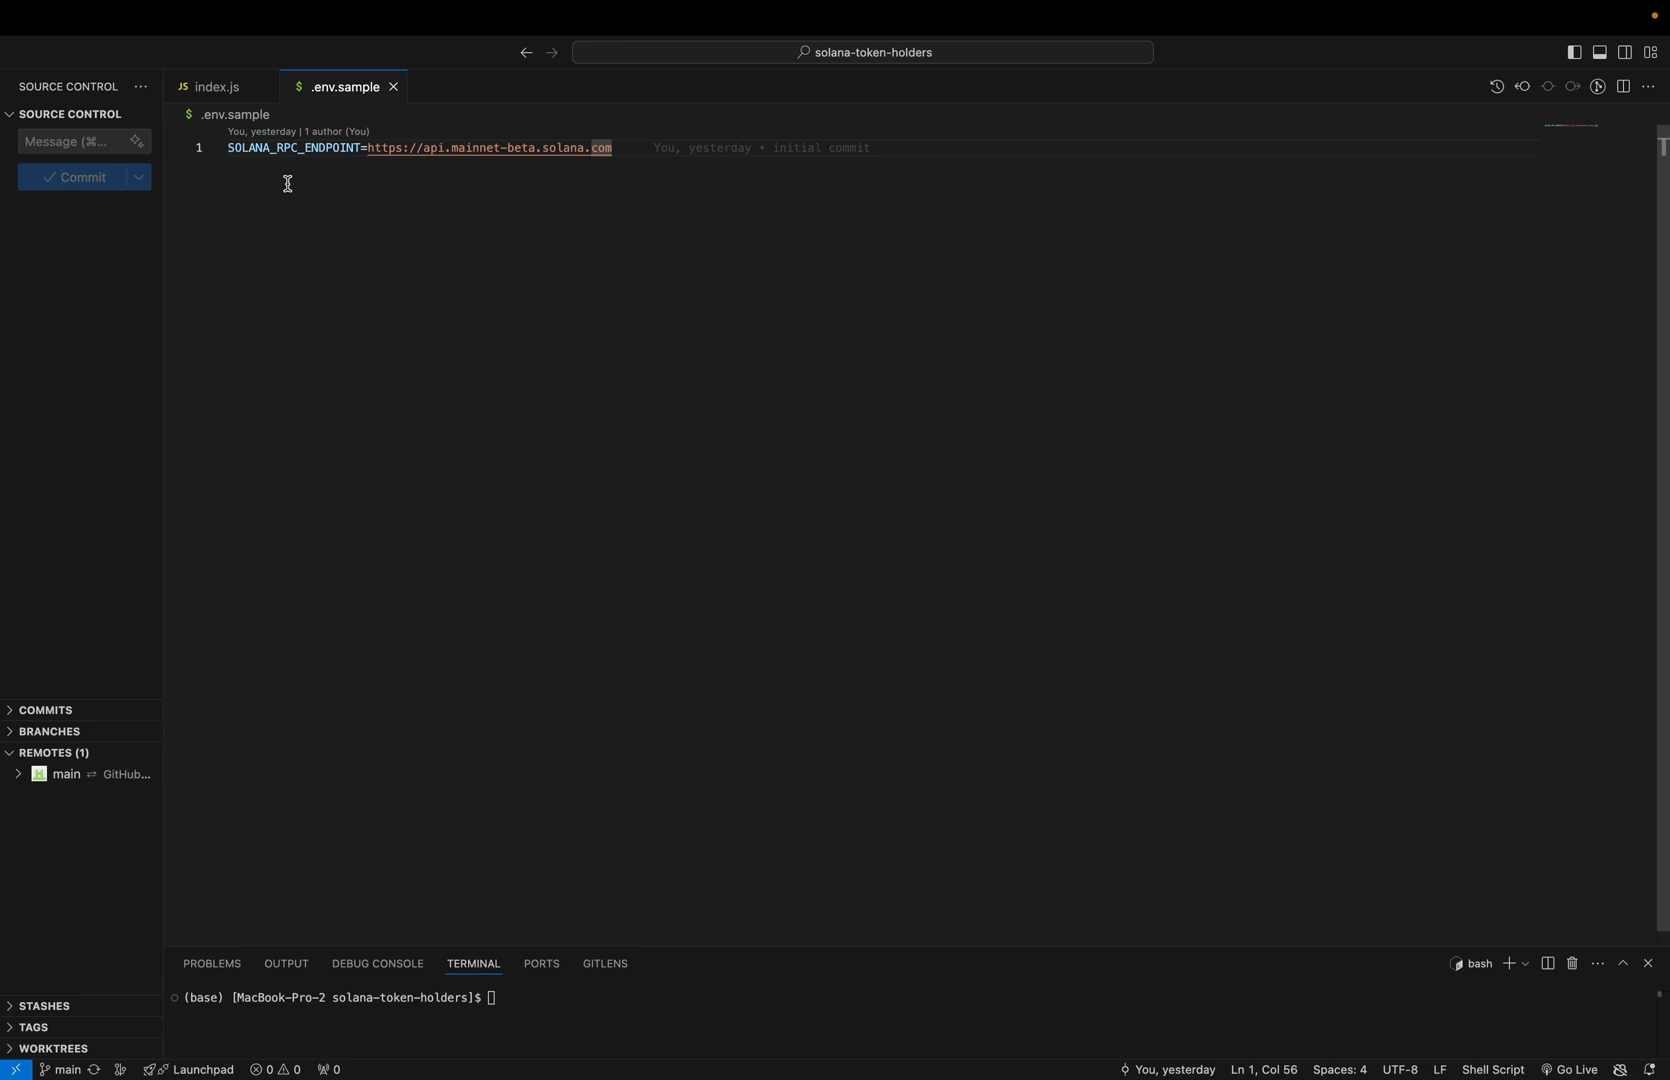 solana-token-holders
SOURCE CONTROL
SOURCE CONTROL
Message (⌘...
Commit
COMMITS
BRANCHES
REMOTES (1)
main ⇄ GitHub...
STASHES
TAGS
WORKTREES
JS index.js
$ .env.sample
$ .env.sample
You, yesterday | 1 author (You)
1 SOLANA_RPC_ENDPOINT=https://api.mainnet-beta.solana.com You, yesterday • initial commit
PROBLEMS OUTPUT DEBUG CONSOLE TERMINAL PORTS GITLENS
bash
(base) [MacBook-Pro-2 solana-token-holders]$
main Launchpad 0 0 0
You, yesterday Ln 1, Col 56 Spaces: 4 UTF-8 LF Shell Script Go Live